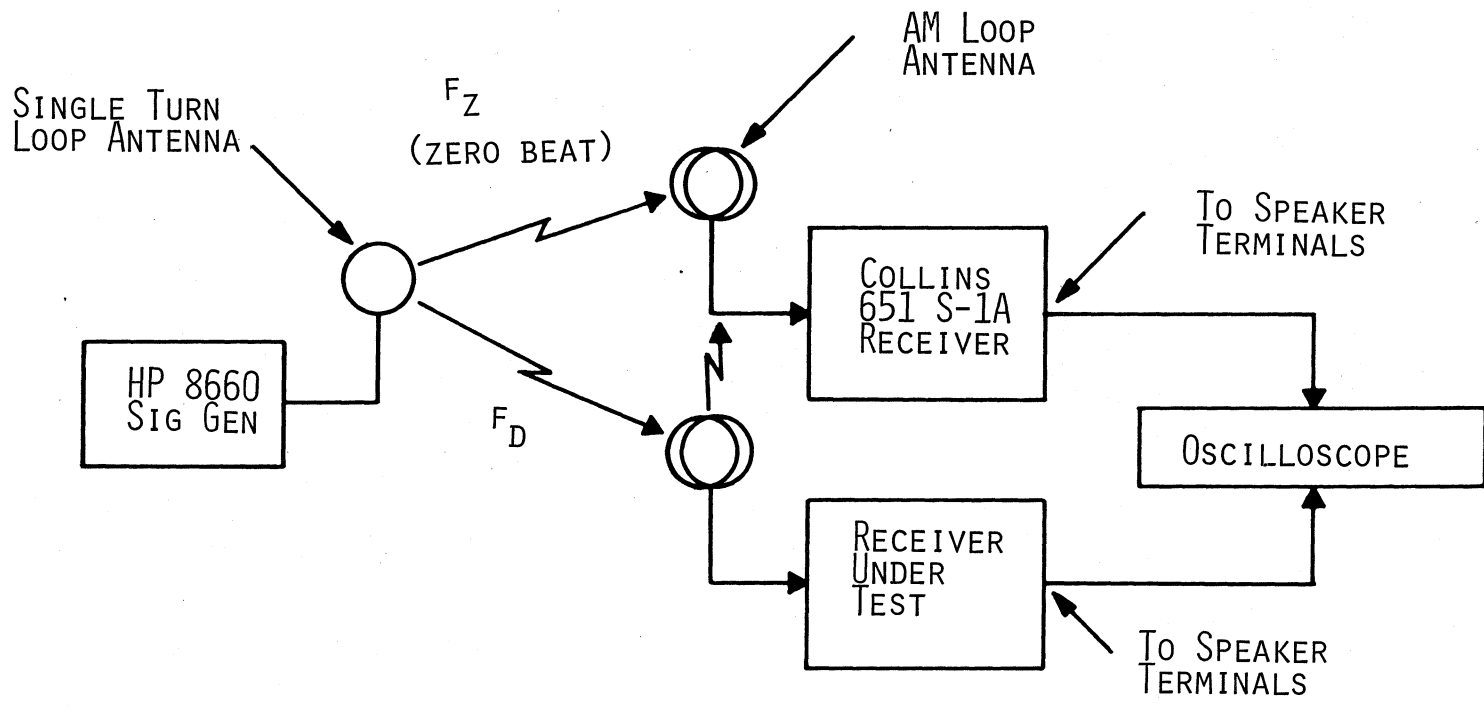 AM LOOP
ANTENNA
SINGLE TURN
LOOP ANTENNA
FZ
(ZERO BEAT)
TO SPEAKER
TERMINALS
COLLINS
651 S-1A
RECEIVER
HP 8660
SIG GEN
FD
OSCILLOSCOPE
RECEIVER
UNDER
TEST
TO SPEAKER
TERMINALS